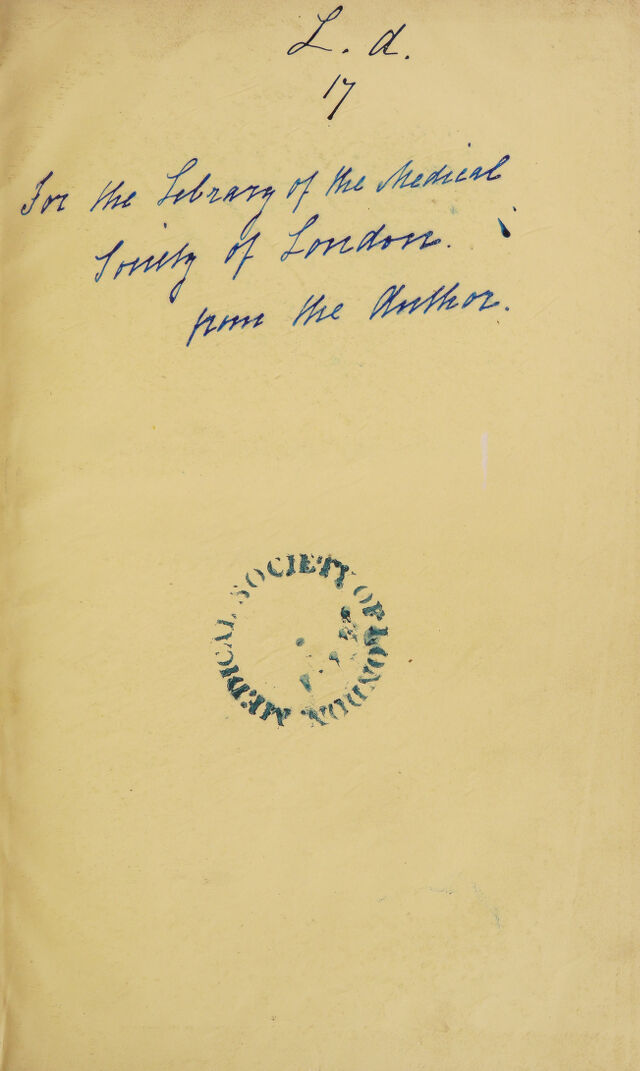 L. d.
17
For the Library of the Medical
Society of London.
from the Author.
MEDICAL SOCIETY OF LONDON.